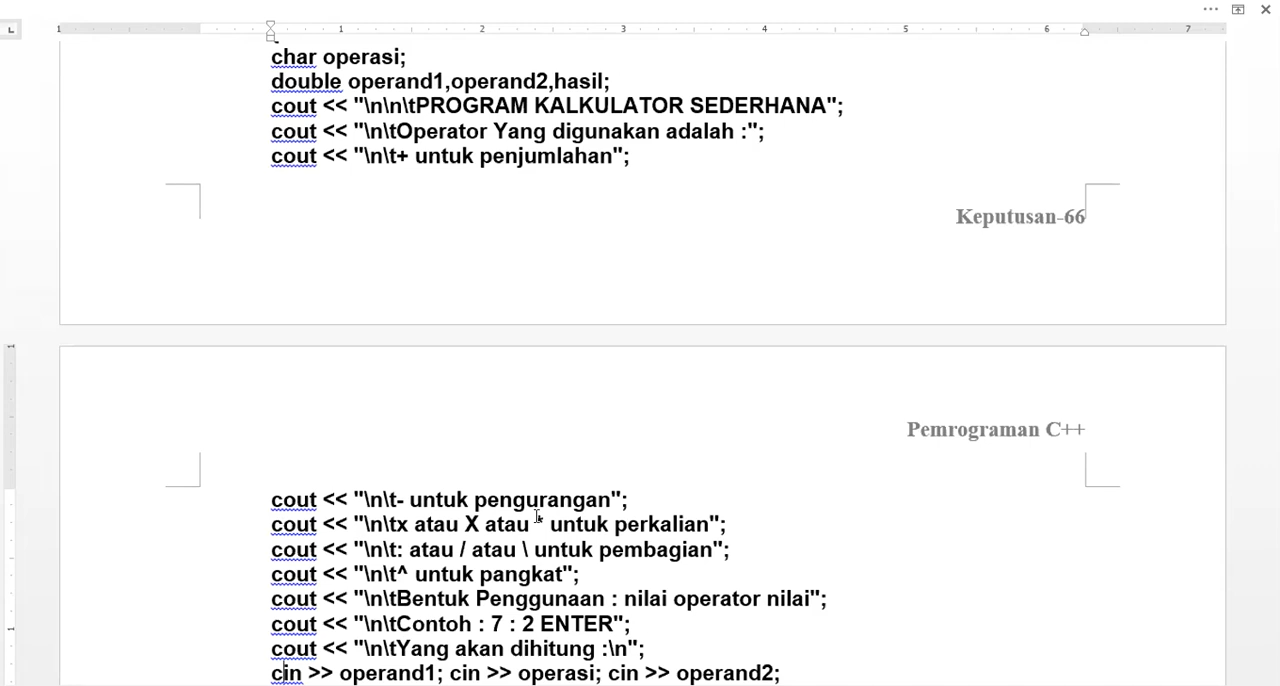 1 1 2 3 4 5 6 7
char operasi;
double operand1,operand2,hasil;
cout << "\n\n\tPROGRAM KALKULATOR SEDERHANA";
cout << "\n\tOperator Yang digunakan adalah :";
cout << "\n\t+ untuk penjumlahan";
Keputusan-66
Pemrograman C++
cout << "\n\t- untuk pengurangan";
cout << "\n\tx atau X atau * untuk perkalian";
cout << "\n\t: atau / atau \ untuk pembagian";
cout << "\n\t^ untuk pangkat";
cout << "\n\tBentuk Penggunaan : nilai operator nilai";
cout << "\n\tContoh : 7 : 2 ENTER";
cout << "\n\tYang akan dihitung :\n";
cin >> operand1; cin >> operasi; cin >> operand2;